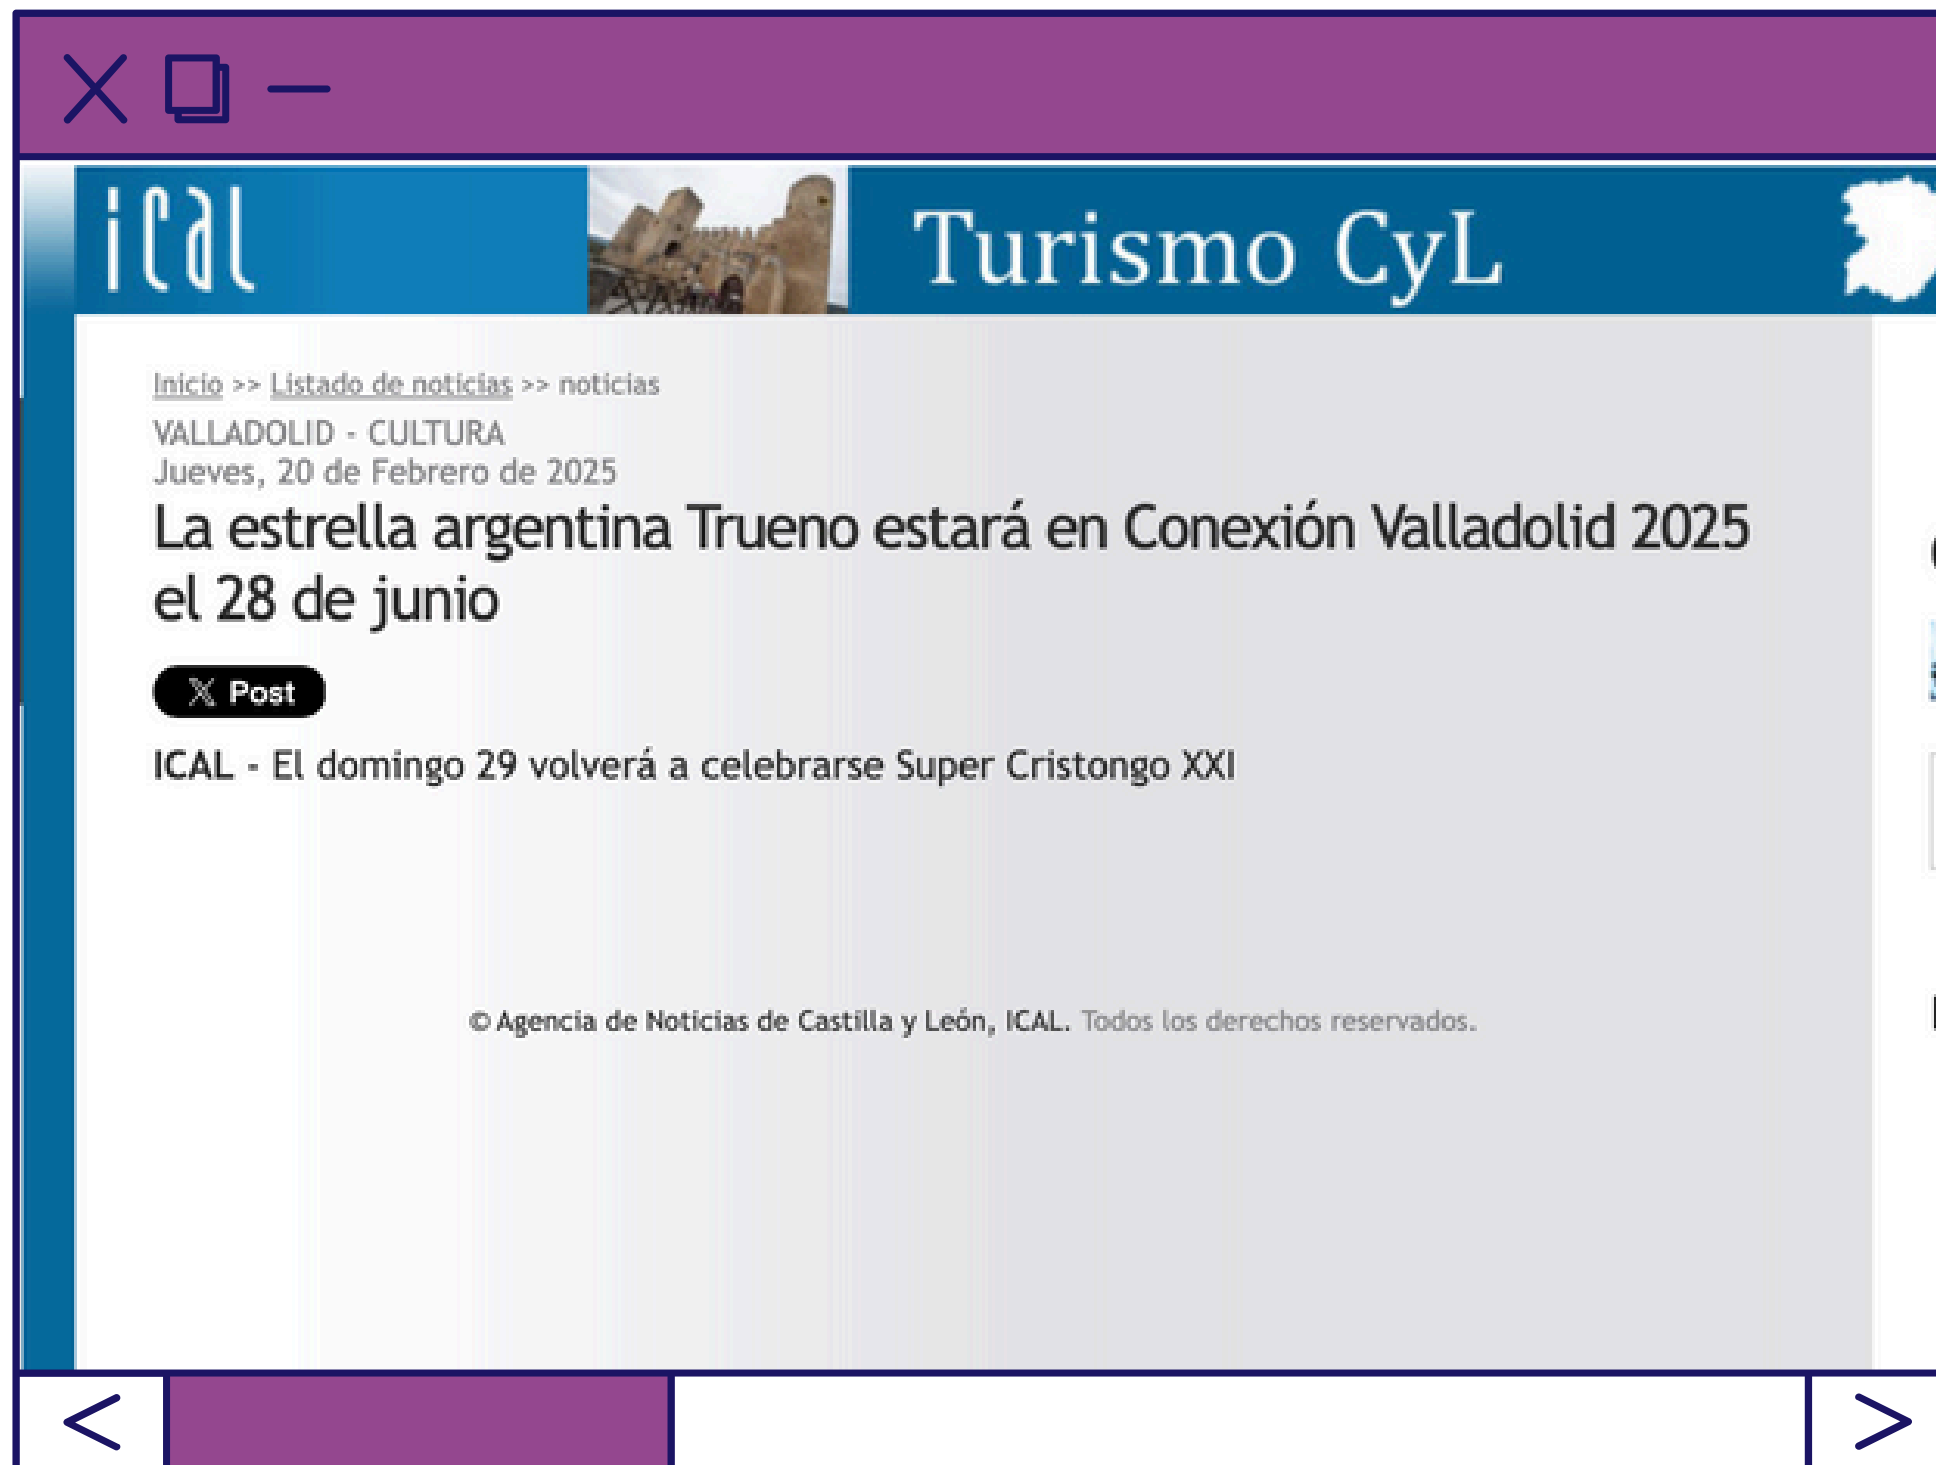 ical
Turismo CyL
Inicio >> Listado de noticias >> noticias
VALLADOLID - CULTURA
Jueves, 20 de Febrero de 2025
La estrella argentina Trueno estará en Conexión Valladolid 2025
el 28 de junio
X Post
ICAL - El domingo 29 volverá a celebrarse Super Cristongo XXI
© Agencia de Noticias de Castilla y León, ICAL. Todos los derechos reservados.